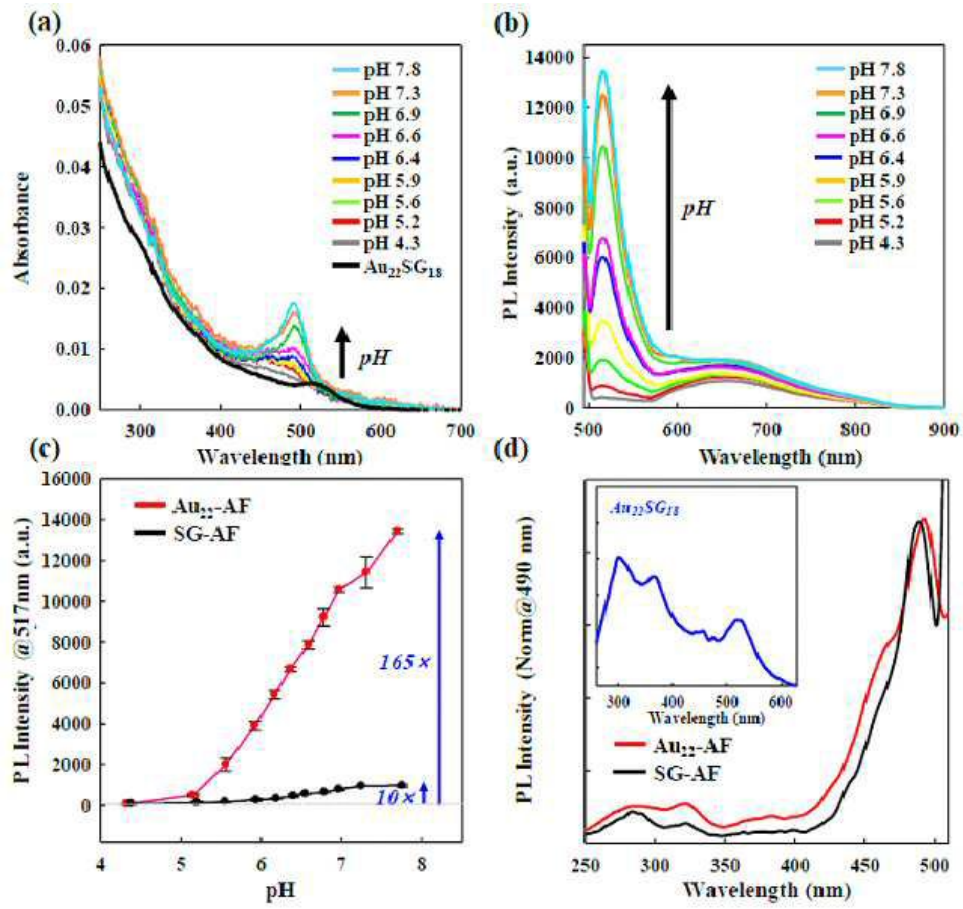 (a)
0.06
0.05
0.04
0.03
0.02
0.01
0.00
Absorbance
pH 7.8
pH 7.3
pH 6.9
pH 6.6
pH 6.4
pH 5.9
pH 5.6
pH 5.2
pH 4.3
Au₂₂SG₁₈
pH
300 400 500 600 700
Wavelength (nm)
(b)
14000
12000
10000
8000
6000
4000
2000
0
PL Intensity (a.u.)
pH 7.8
pH 7.3
pH 6.9
pH 6.6
pH 6.4
pH 5.9
pH 5.6
pH 5.2
pH 4.3
pH
500 600 700 800 900
Wavelength (nm)
(c)
16000
14000
12000
10000
8000
6000
4000
2000
0
PL Intensity @517nm (a.u.)
Au₂₂-AF
SG-AF
165×
10×
4 5 6 7 8
pH
(d)
PL Intensity (Norm@490 nm)
Au₂₂SG₁₈
300 400 500 600
Wavelength (nm)
Au₂₂-AF
SG-AF
250 300 350 400 450 500
Wavelength (nm)